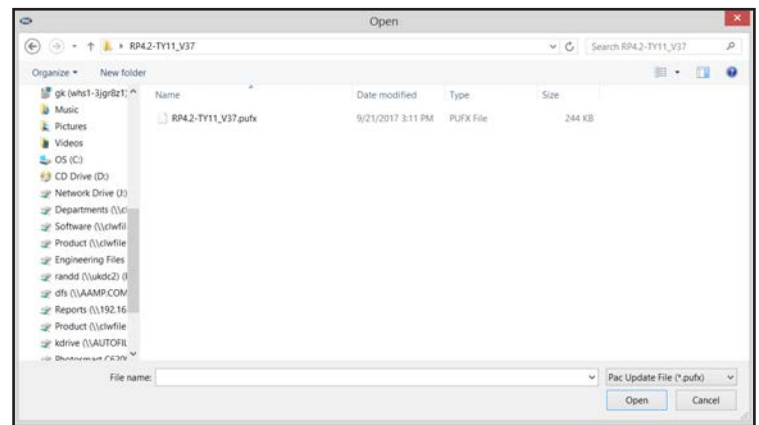 Open
RP4.2-TY11_V37
Search RP4.2-TY11_V37
Organize
New folder
gk (whs1-3jgr8z1;
Name
Date modified
Type
Size
Music
RP4.2-TY11_V37.pufx
9/21/2017 3:11 PM
PUFX File
244 KB
Pictures
Videos
OS (C:)
CD Drive (D:)
Network Drive (J:)
Departments (\\cl
Software (\\clwfil
Product (\\clwfile
Engineering Files
randd (\\ukdc2) (I
dfs (\\AAMP.COM
Reports (\\192.16
Product (\\clwfile
kdrive (\\AUTOFIL
Photosmart C620
File name:
Pac Update File (*.pufx)
Open
Cancel